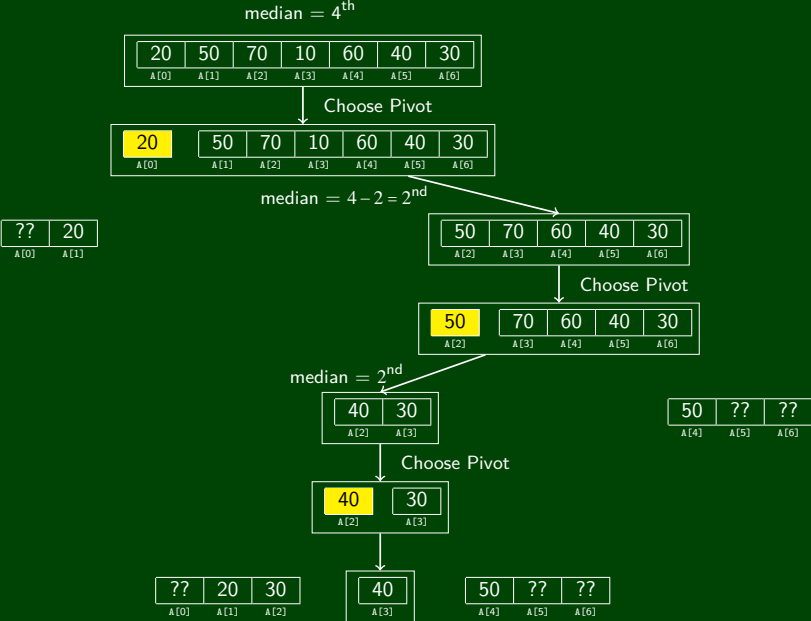 median = 4th
20 50 70 10 60 40 30
A[0] A[1] A[2] A[3] A[4] A[5] A[6]
Choose Pivot
20 50 70 10 60 40 30
A[0] A[1] A[2] A[3] A[4] A[5] A[6]
median = 4 – 2 = 2nd
?? 20 50 70 60 40 30
A[0] A[1] A[2] A[3] A[4] A[5] A[6]
Choose Pivot
50 70 60 40 30
A[2] A[3] A[4] A[5] A[6]
median = 2nd
40 30 50 ?? ??
A[2] A[3] A[4] A[5] A[6]
Choose Pivot
40 30
A[2] A[3]
?? 20 30 40 50 ?? ??
A[0] A[1] A[2] A[3] A[4] A[5] A[6]